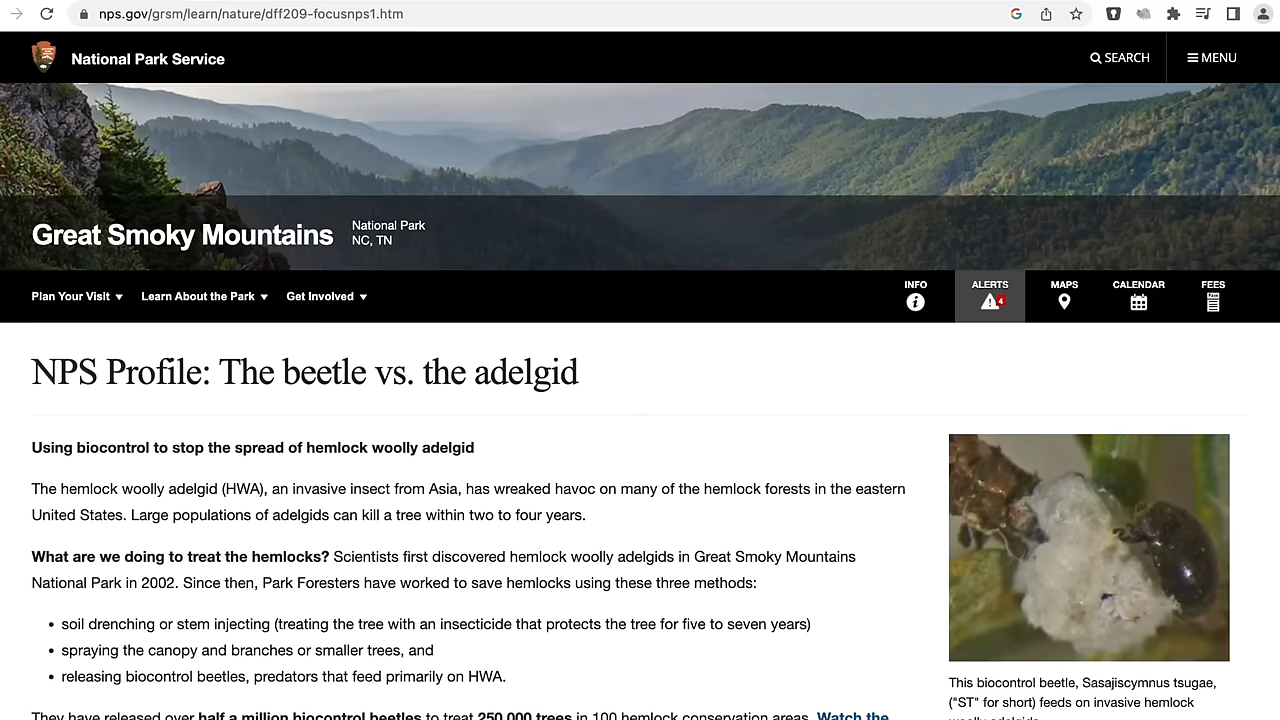 nps.gov/grsm/learn/nature/dff209-focusnps1.htm
National Park Service
SEARCH
MENU
Great Smoky Mountains
National Park
NC, TN
Plan Your Visit
Learn About the Park
Get Involved
INFO
ALERTS
4
MAPS
CALENDAR
FEES
NPS Profile: The beetle vs. the adelgid
Using biocontrol to stop the spread of hemlock woolly adelgid
The hemlock woolly adelgid (HWA), an invasive insect from Asia, has wreaked havoc on many of the hemlock forests in the eastern
United States. Large populations of adelgids can kill a tree within two to four years.
What are we doing to treat the hemlocks? Scientists first discovered hemlock woolly adelgids in Great Smoky Mountains
National Park in 2002. Since then, Park Foresters have worked to save hemlocks using these three methods:
• soil drenching or stem injecting (treating the tree with an insecticide that protects the tree for five to seven years)
• spraying the canopy and branches or smaller trees, and
• releasing biocontrol beetles, predators that feed primarily on HWA.
They have released over half a million biocontrol beetles to treat 250,000 trees in 100 hemlock conservation areas. Watch the
This biocontrol beetle, Sasajiscymnus tsugae,
("ST" for short) feeds on invasive hemlock
woolly adelgids